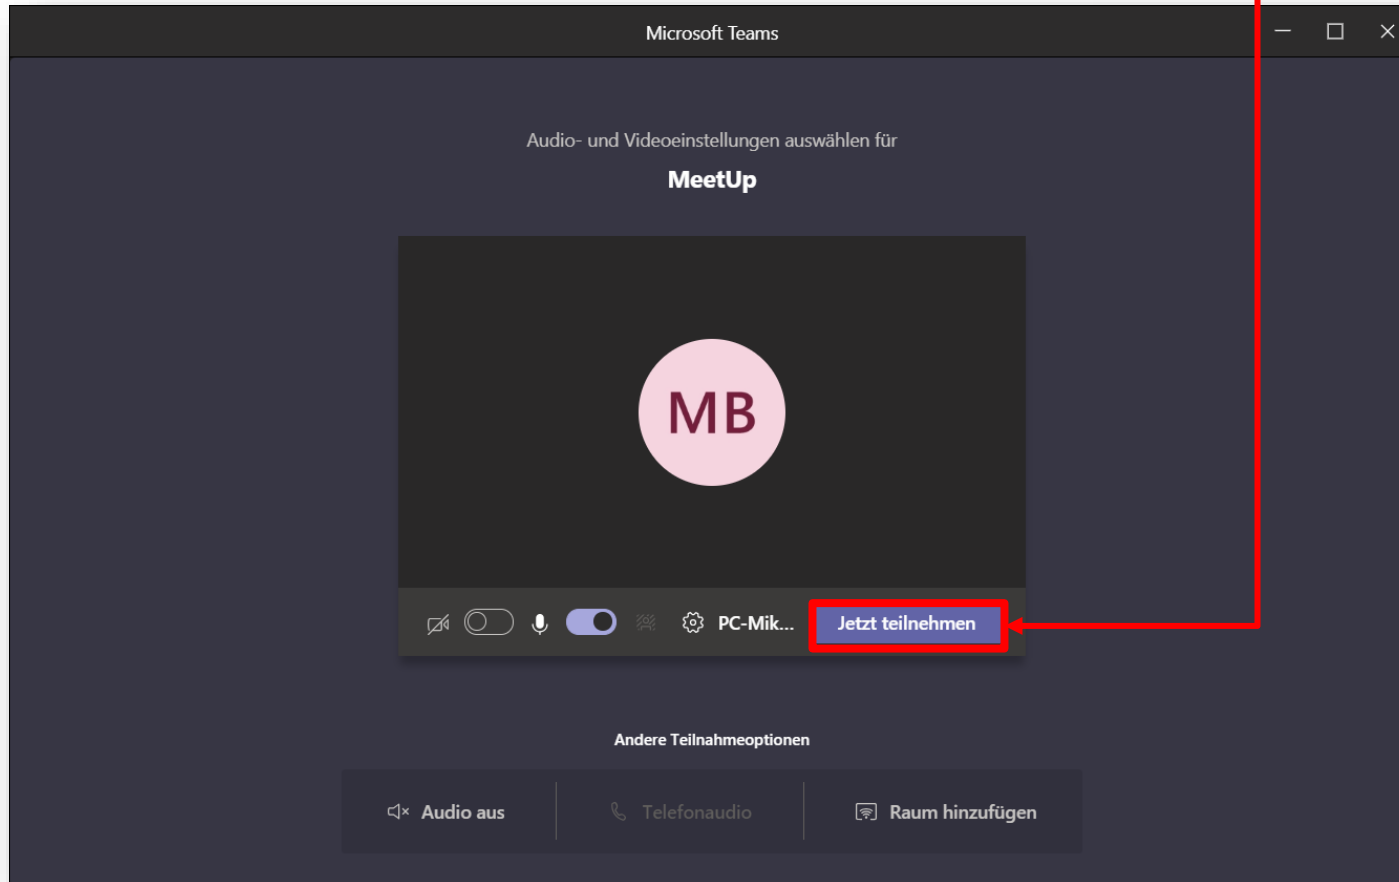 Microsoft Teams
Audio- und Videoeinstellungen auswählen für
MeetUp
MB
PC-Mik...
Jetzt teilnehmen
Andere Teilnahmeoptionen
Audio aus
Telefonaudio
Raum hinzufügen